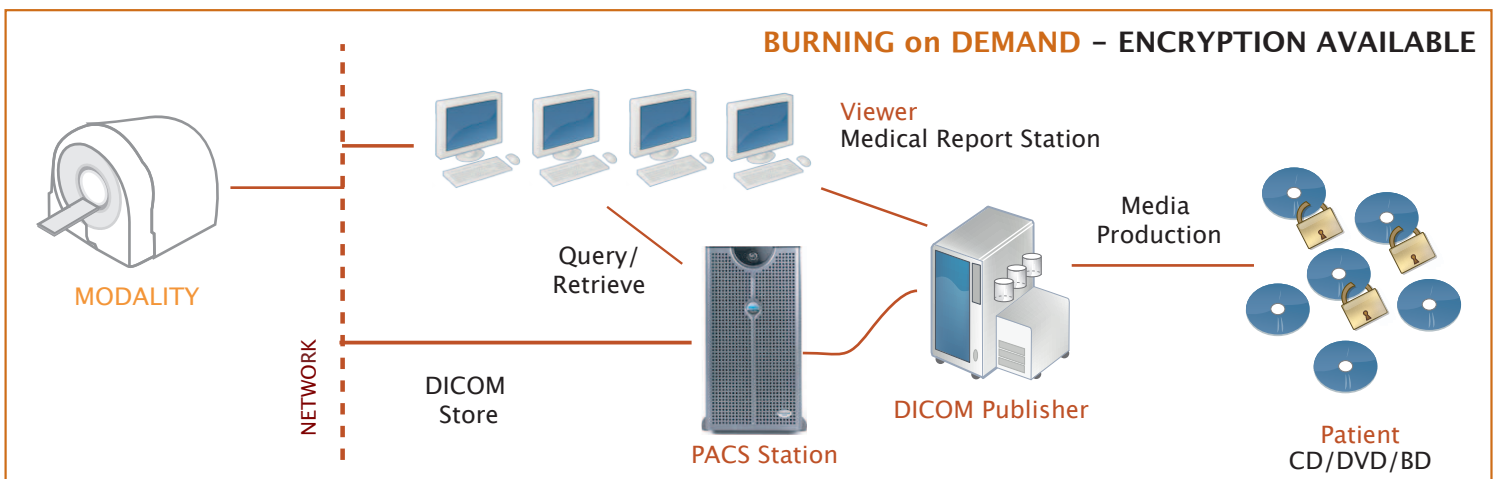 BURNING on DEMAND – ENCRYPTION AVAILABLE
Viewer
Medical Report Station
Media
Production
Query/
Retrieve
MODALITY
NETWORK
DICOM
Store
DICOM Publisher
PACS Station
Patient
CD/DVD/BD